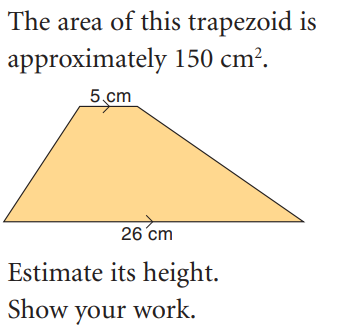 The area of this trapezoid is
approximately 150 cm².
5 cm
26 cm
Estimate its height.
Show your work.